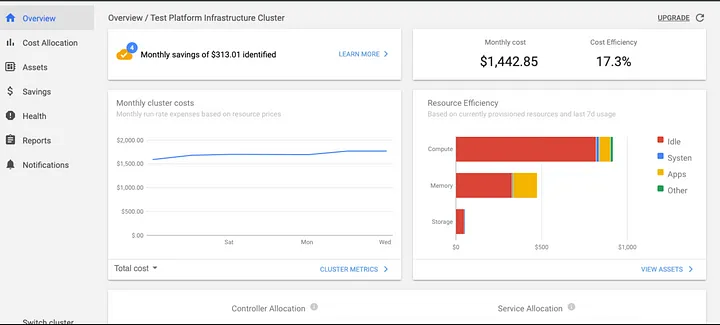 Overview
Cost Allocation
Assets
Savings
Health
Reports
Notifications
Switch cluster
Overview / Test Platform Infrastructure Cluster
UPGRADE
4
Monthly savings of $313.01 identified
LEARN MORE
Monthly cost
Cost Efficiency
$1,442.85
17.3%
Monthly cluster costs
Monthly run rate expenses based on resource prices
$2,000.00
$1,500.00
$1,000.00
$500.00
$.00
Sat
Mon
Wed
Total cost
CLUSTER METRICS
Resource Efficiency
Based on currently provisioned resources and last 7d usage
Compute
Memory
Storage
$0
$500
$1,000
Idle
Systen
Apps
Other
VIEW ASSETS
Controller Allocation
Service Allocation